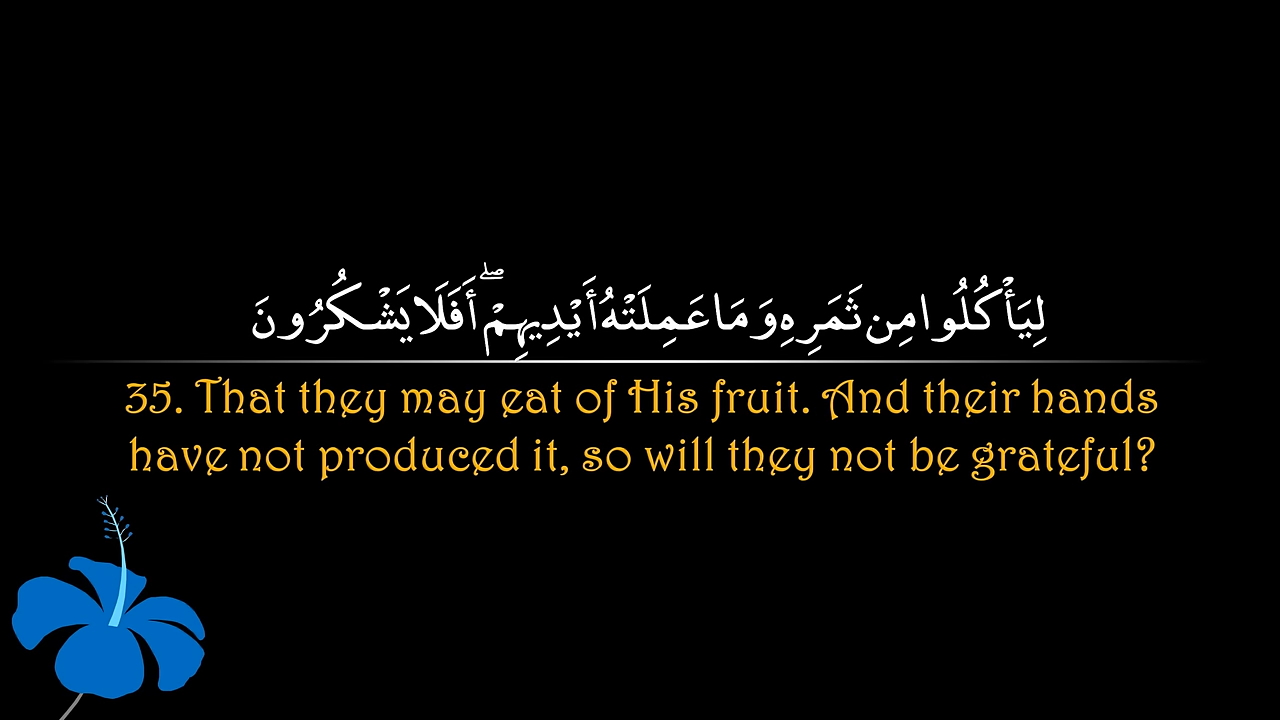 لِيَأْكُلُوا مِن ثَمَرِهِ وَمَا عَمِلَتْهُ أَيْدِيهِمْ ۖ أَفَلَا يَشْكُرُونَ
35. That they may eat of His fruit. And their hands
have not produced it, so will they not be grateful?